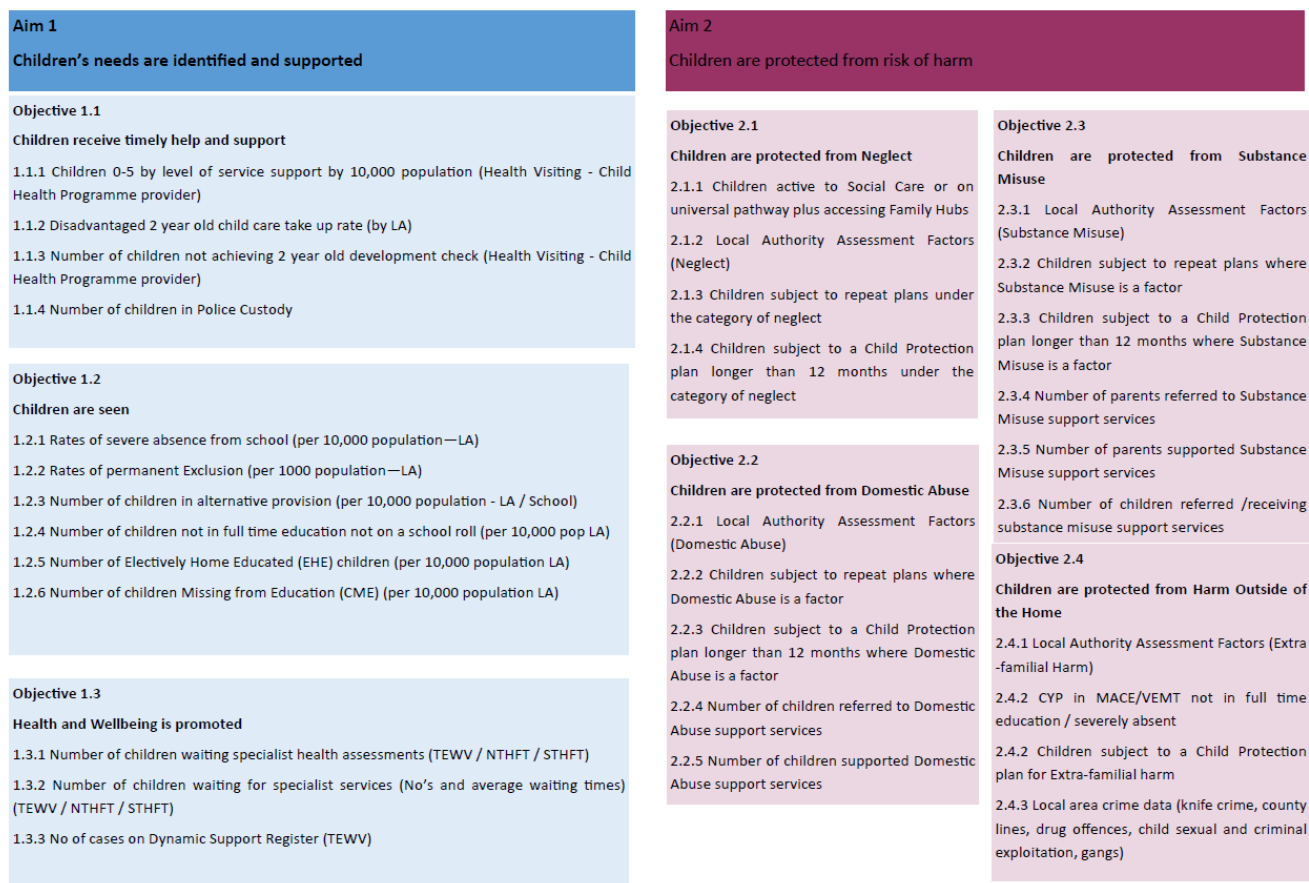 Aim 1
Children’s needs are identified and supported
Objective 1.1
Children receive timely help and support
1.1.1 Children 0-5 by level of service support by 10,000 population (Health Visiting - Child
Health Programme provider)
1.1.2 Disadvantaged 2 year old child care take up rate (by LA)
1.1.3 Number of children not achieving 2 year old development check (Health Visiting - Child
Health Programme provider)
1.1.4 Number of children in Police Custody
Objective 1.2
Children are seen
1.2.1 Rates of severe absence from school (per 10,000 population—LA)
1.2.2 Rates of permanent Exclusion (per 1000 population—LA)
1.2.3 Number of children in alternative provision (per 10,000 population - LA / School)
1.2.4 Number of children not in full time education not on a school roll (per 10,000 pop LA)
1.2.5 Number of Electively Home Educated (EHE) children (per 10,000 population LA)
1.2.6 Number of children Missing from Education (CME) (per 10,000 population LA)
Objective 1.3
Health and Wellbeing is promoted
1.3.1 Number of children waiting specialist health assessments (TEWV / NTHFT / STHFT)
1.3.2 Number of children waiting for specialist services (No’s and average waiting times)
(TEWV / NTHFT / STHFT)
1.3.3 No of cases on Dynamic Support Register (TEWV)
Aim 2
Children are protected from risk of harm
Objective 2.1
Children are protected from Neglect
2.1.1 Children active to Social Care or on
universal pathway plus accessing Family Hubs
2.1.2 Local Authority Assessment Factors
(Neglect)
2.1.3 Children subject to repeat plans under
the category of neglect
2.1.4 Children subject to a Child Protection
plan longer than 12 months under the
category of neglect
Objective 2.2
Children are protected from Domestic Abuse
2.2.1 Local Authority Assessment Factors
(Domestic Abuse)
2.2.2 Children subject to repeat plans where
Domestic Abuse is a factor
2.2.3 Children subject to a Child Protection
plan longer than 12 months where Domestic
Abuse is a factor
2.2.4 Number of children referred to Domestic
Abuse support services
2.2.5 Number of children supported Domestic
Abuse support services
Objective 2.3
Children are protected from Substance
Misuse
2.3.1 Local Authority Assessment Factors
(Substance Misuse)
2.3.2 Children subject to repeat plans where
Substance Misuse is a factor
2.3.3 Children subject to a Child Protection
plan longer than 12 months where Substance
Misuse is a factor
2.3.4 Number of parents referred to Substance
Misuse support services
2.3.5 Number of parents supported Substance
Misuse support services
2.3.6 Number of children referred /receiving
substance misuse support services
Objective 2.4
Children are protected from Harm Outside of
the Home
2.4.1 Local Authority Assessment Factors (Extra
-familial Harm)
2.4.2 CYP in MACE/VEMT not in full time
education / severely absent
2.4.2 Children subject to a Child Protection
plan for Extra-familial harm
2.4.3 Local area crime data (knife crime, county
lines, drug offences, child sexual and criminal
exploitation, gangs)